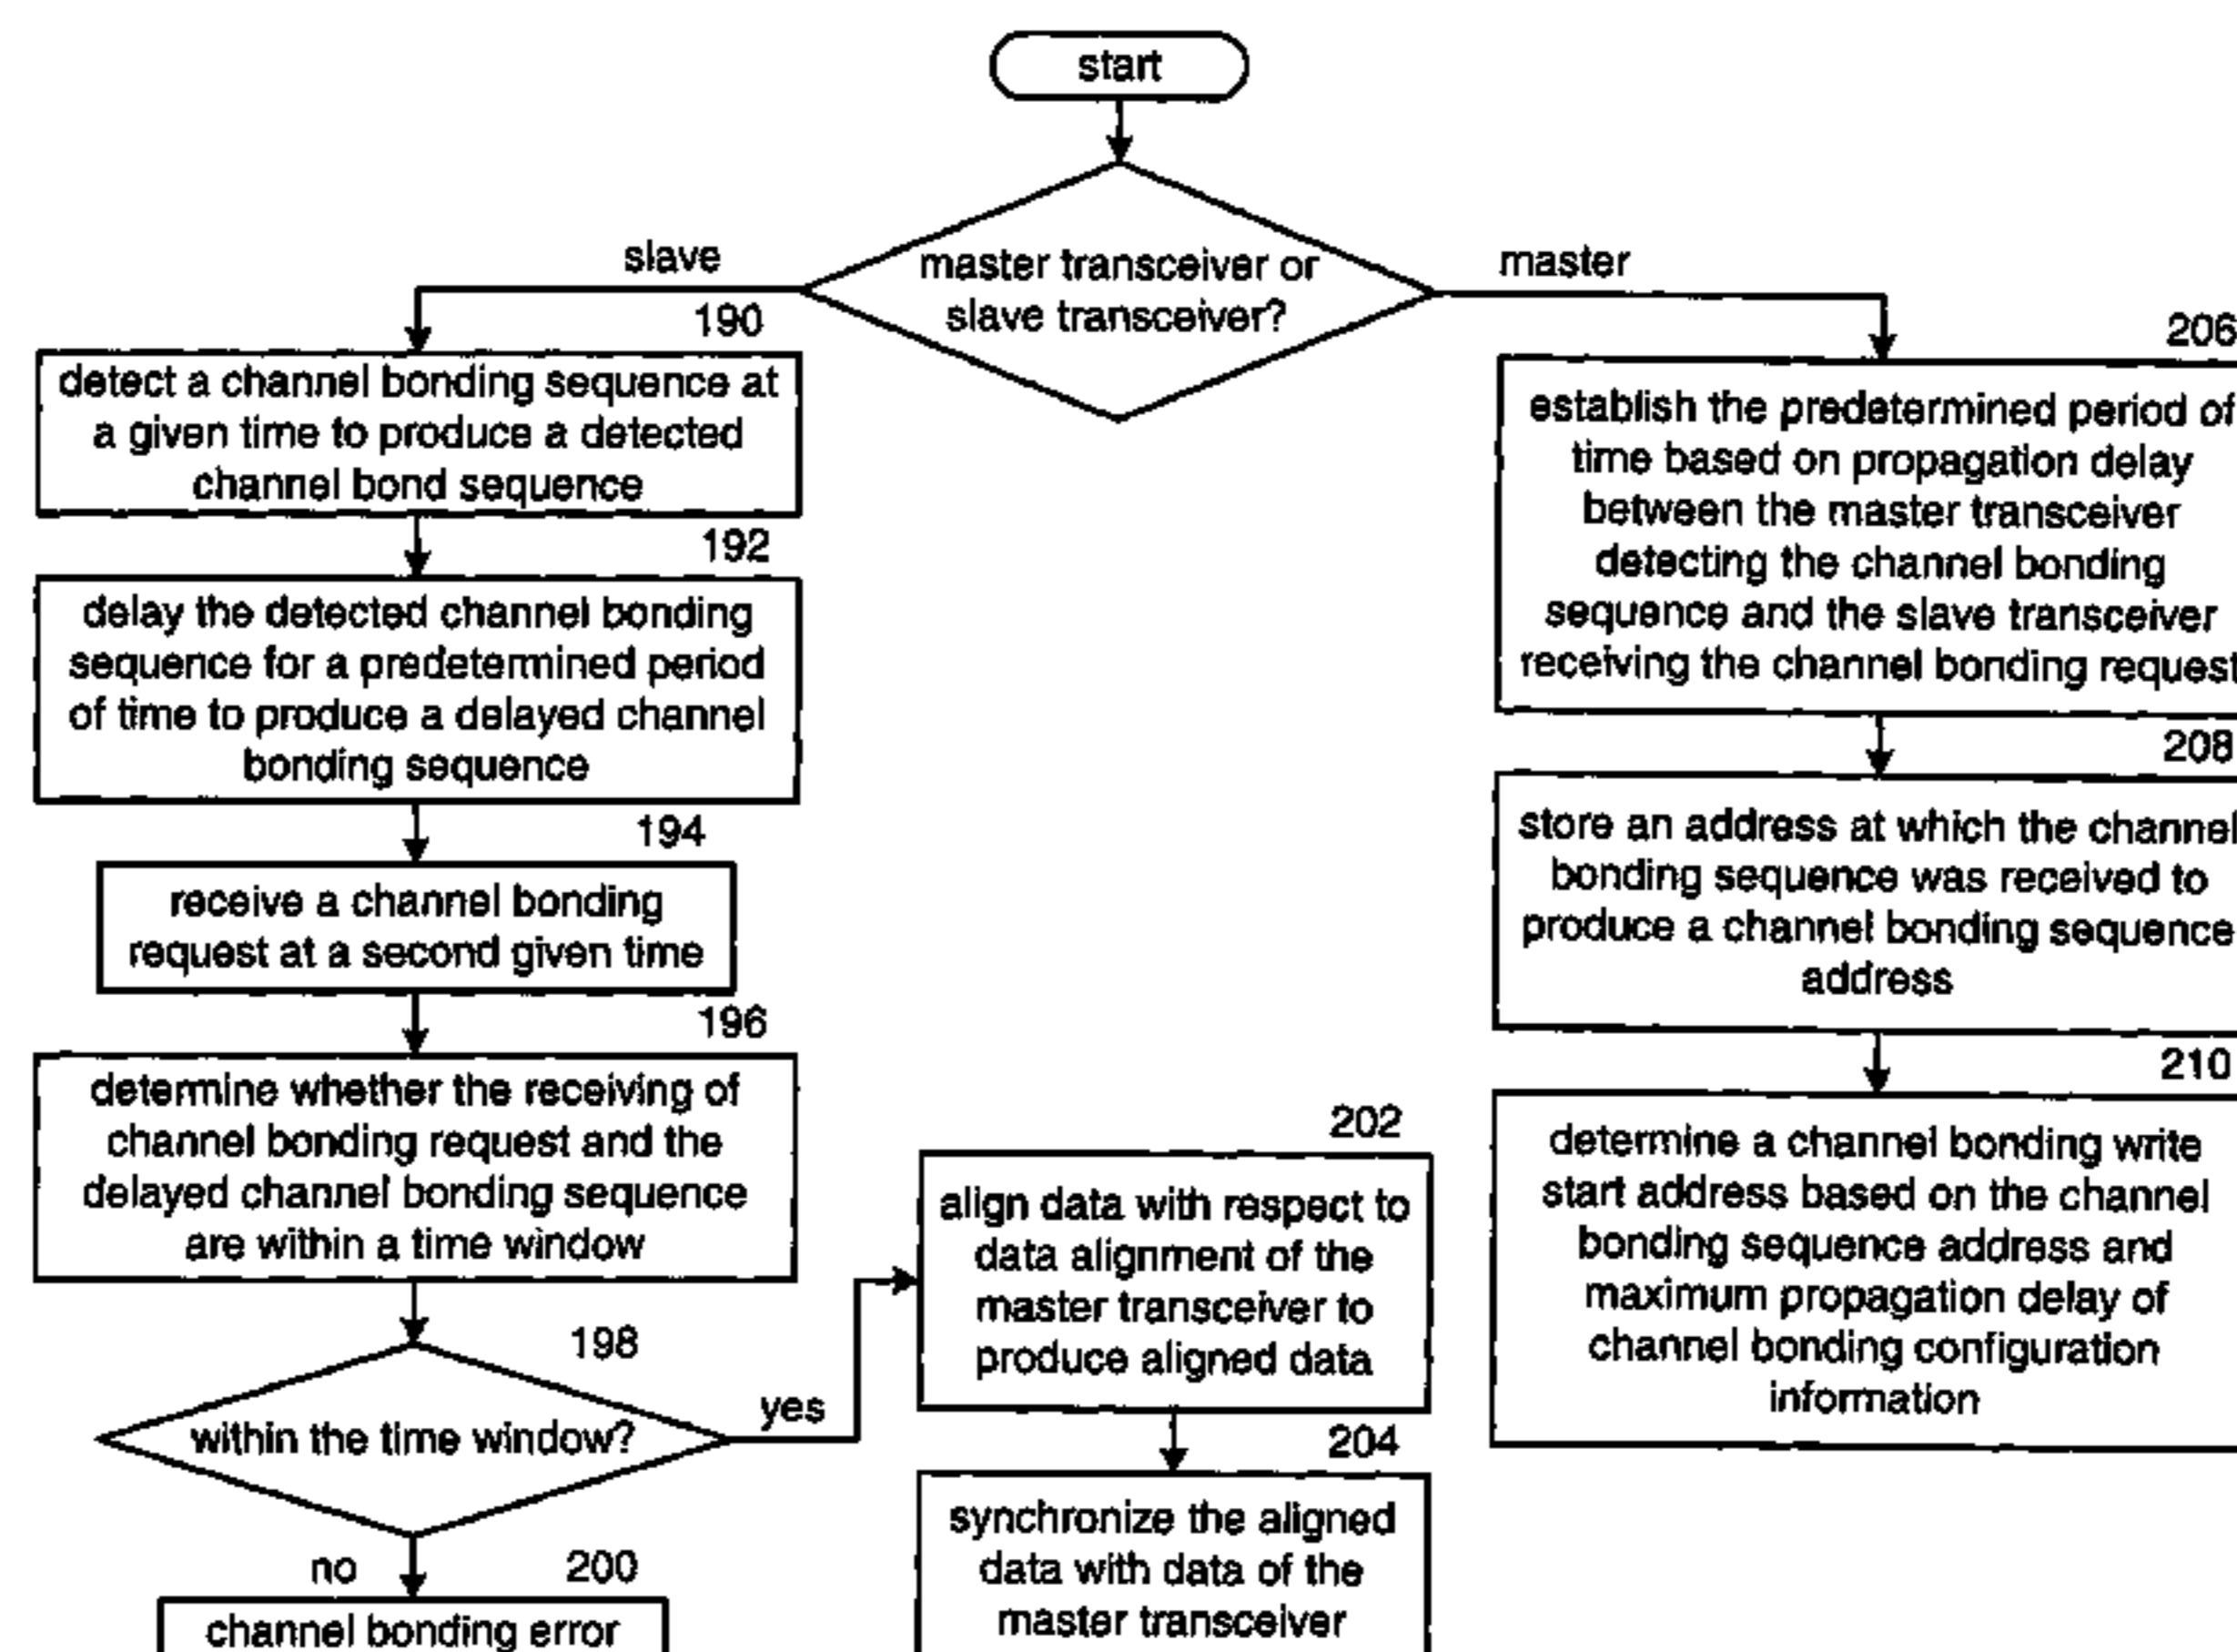 start
master transceiver or
slave transceiver?
slave
master
190
detect a channel bonding sequence at
a given time to produce a detected
channel bond sequence
192
delay the detected channel bonding
sequence for a predetermined period
of time to produce a delayed channel
bonding sequence
194
receive a channel bonding
request at a second given time
196
determine whether the receiving of
channel bonding request and the
delayed channel bonding sequence
are within a time window
198
within the time window?
yes
no
200
channel bonding error
202
align data with respect to
data alignment of the
master transceiver to
produce aligned data
204
synchronize the aligned
data with data of the
master transceiver
206
establish the predetermined period of
time based on propagation delay
between the master transceiver
detecting the channel bonding
sequence and the slave transceiver
receiving the channel bonding request
208
store an address at which the channel
bonding sequence was received to
produce a channel bonding sequence
address
210
determine a channel bonding write
start address based on the channel
bonding sequence address and
maximum propagation delay of
channel bonding configuration
information